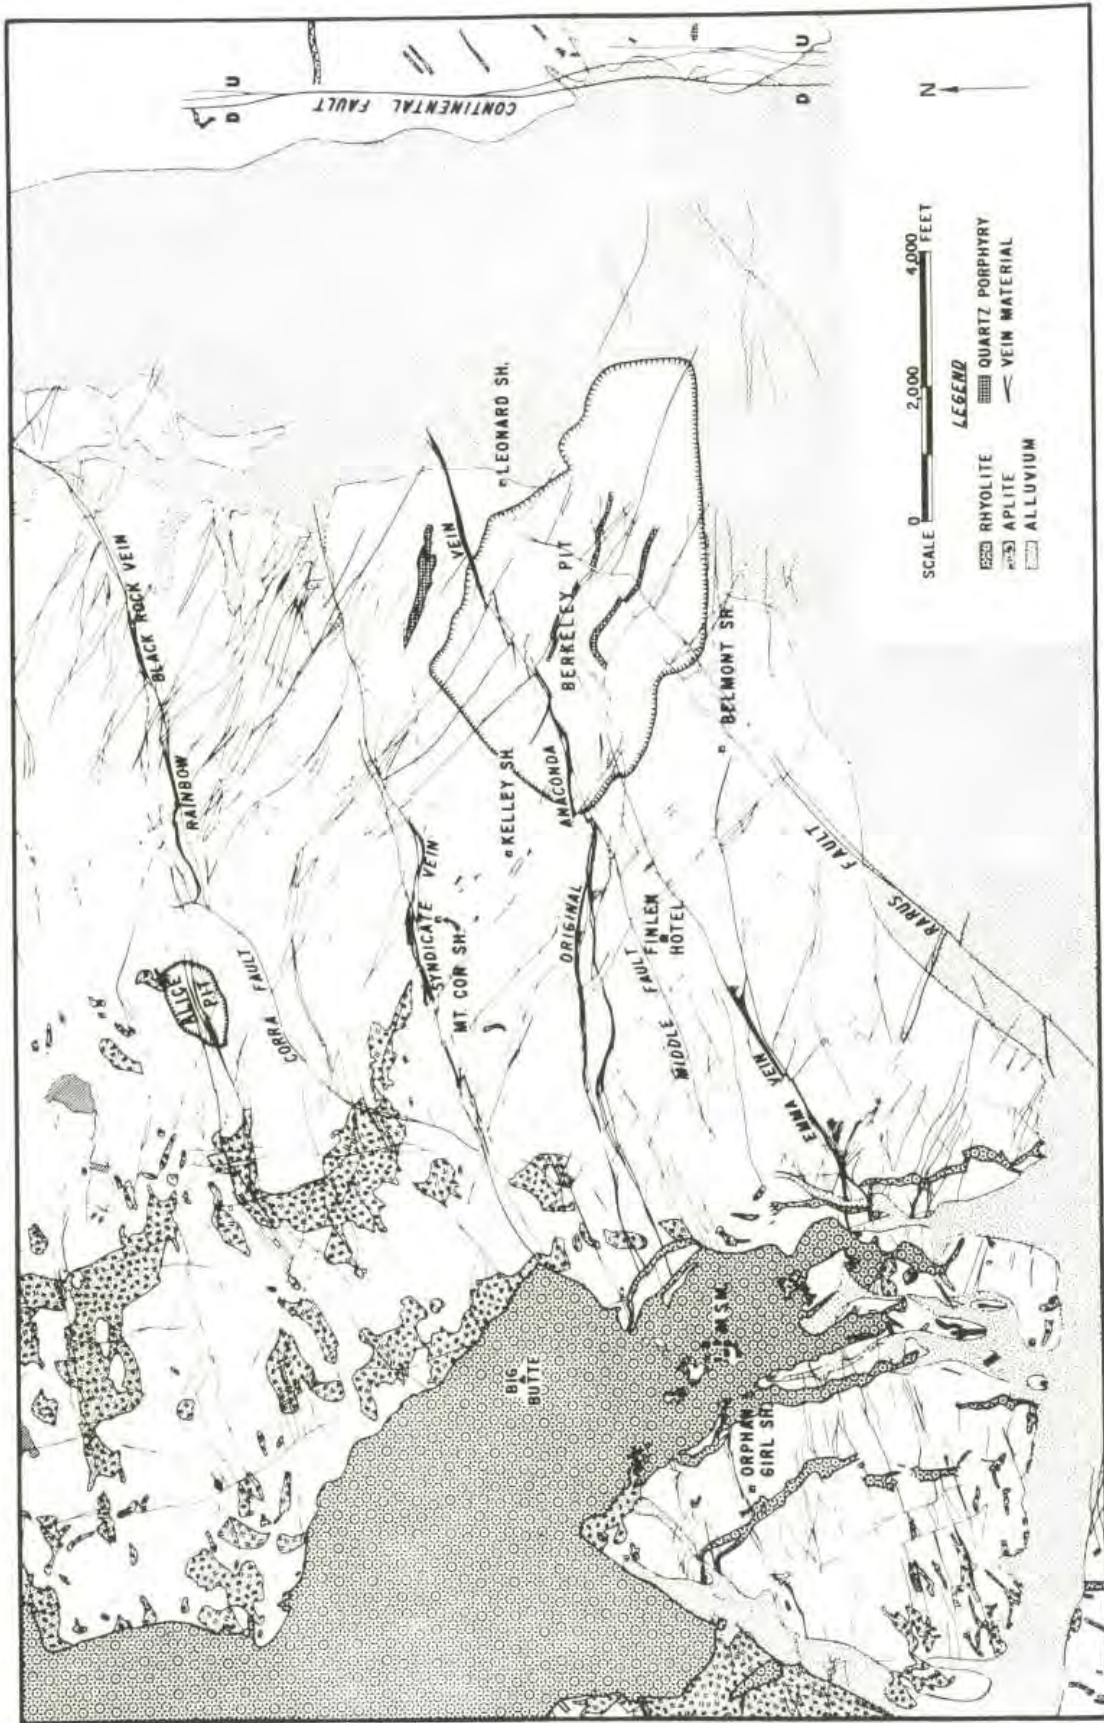 CONTINENTAL FAULT
U
D
U
D
N
BLACK ROCK VEIN
RAINBOW
ALICE
PIT
CORRA FAULT
LEONARD SH.
VEIN
BERKELEY PIT
KELLEY SH.
ANACONDA
SYNDICATE VEIN
MT. COR SH.
ORIGINAL
BELMONT SH.
FINLEN
HOTEL
MIDDLE FAULT
RARUS FAULT
EMMA VEIN
BIG
BUTTE
M.S.M.
ORPHAN
GIRL SH.
SCALE 0 2,000 4,000 FEET
LEGEND
RHYOLITE
APLITE
ALLUVIUM
QUARTZ PORPHYRY
VEIN MATERIAL